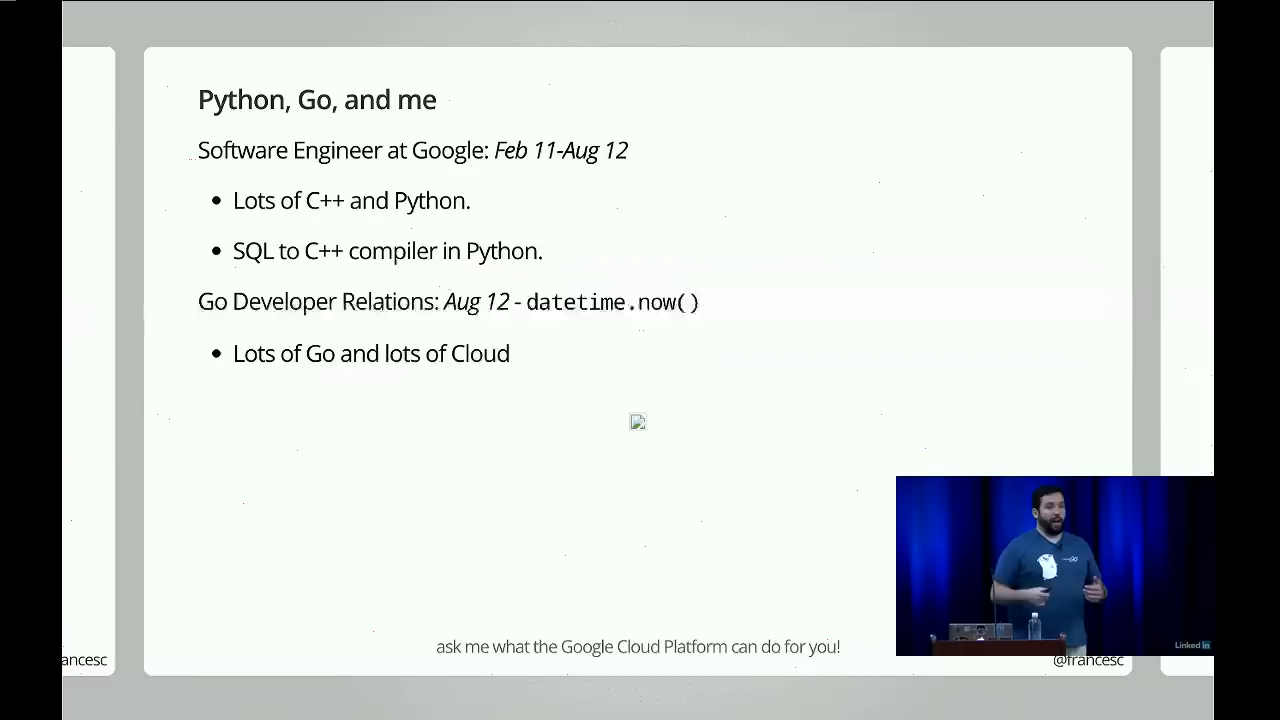 Python, Go, and me
Software Engineer at Google: Feb 11-Aug 12
• Lots of C++ and Python.
• SQL to C++ compiler in Python.
Go Developer Relations: Aug 12 - datetime.now()
• Lots of Go and lots of Cloud
ask me what the Google Cloud Platform can do for you!
ancesc
@francesc
GO
Linked in